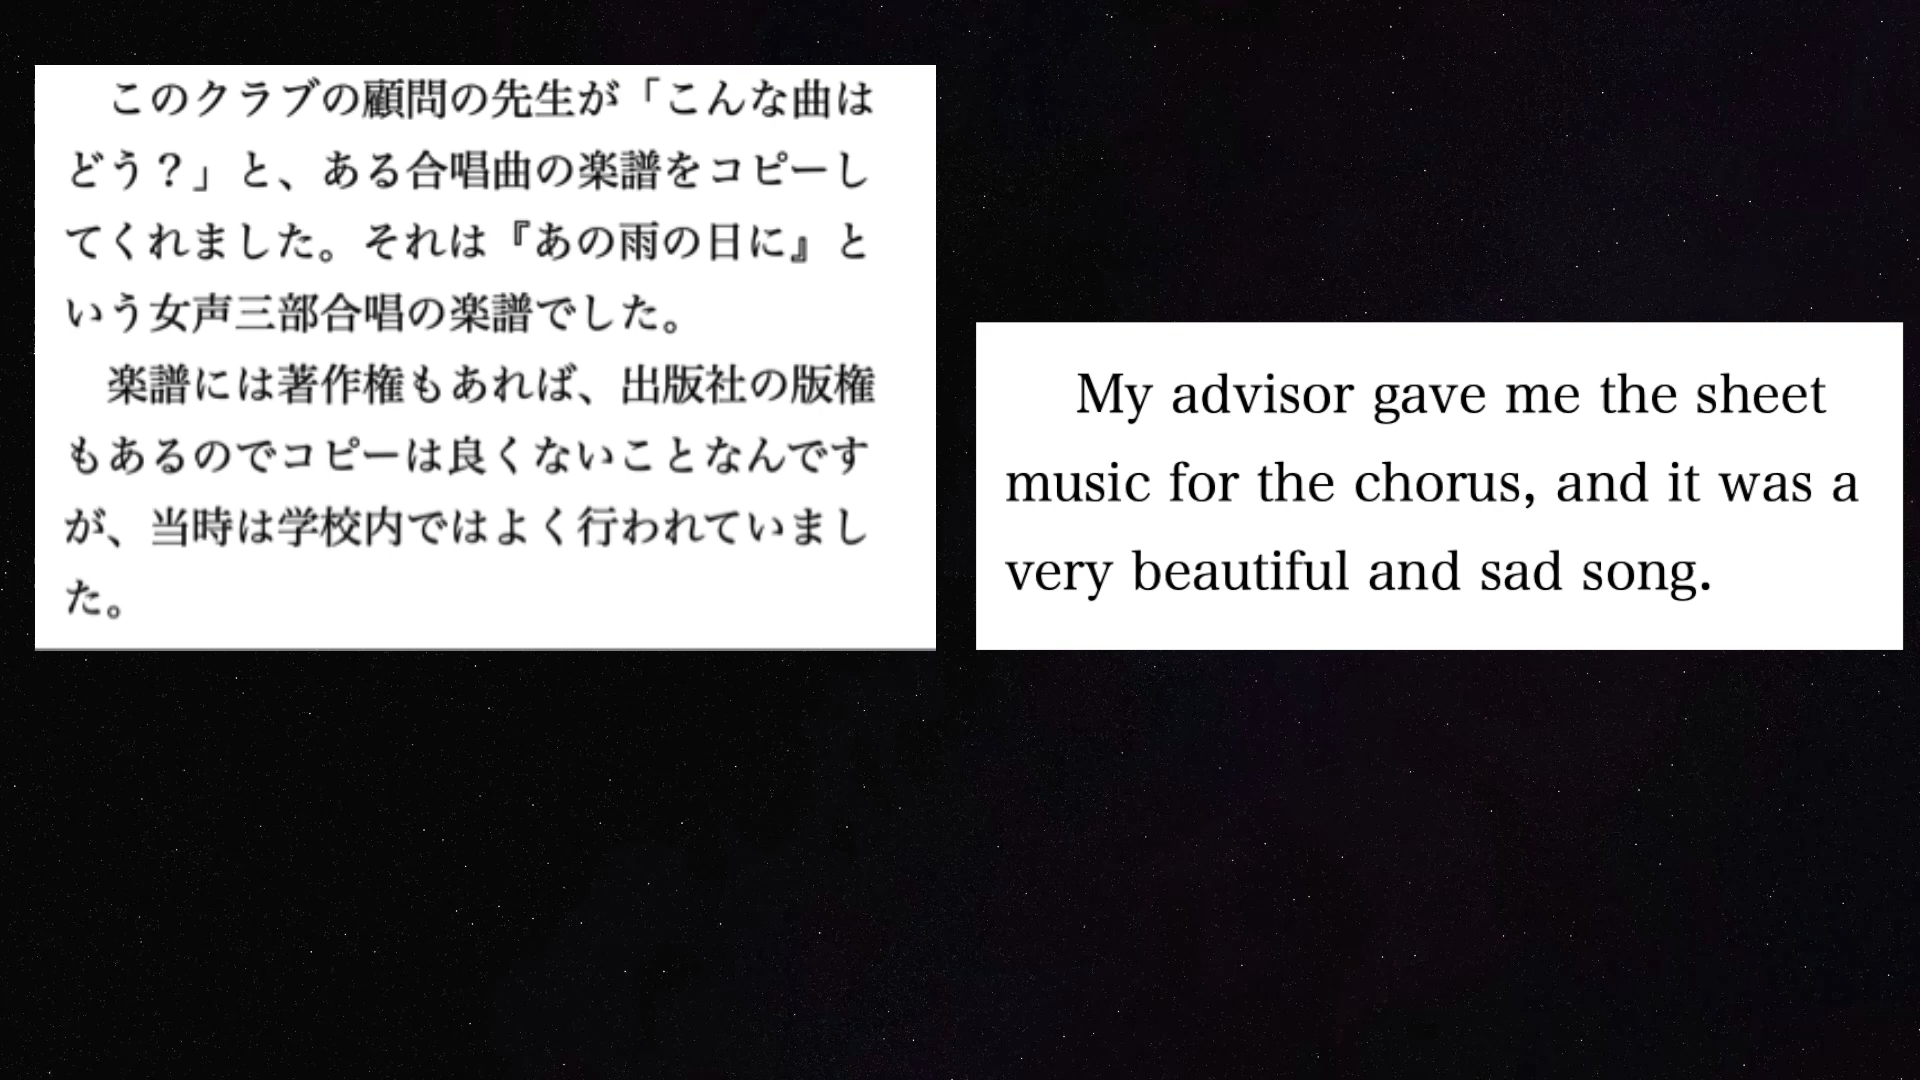 このクラブの顧問の先生が「こんな曲は
どう？」と、ある合唱曲の楽譜をコピーし
てくれました。それは『あの雨の日に』と
いう女声三部合唱の楽譜でした。
楽譜には著作権もあれば、出版社の版権
もあるのでコピーは良くないことなんです
が、当時は学校内ではよく行われていまし
た。
My advisor gave me the sheet
music for the chorus, and it was a
very beautiful and sad song.